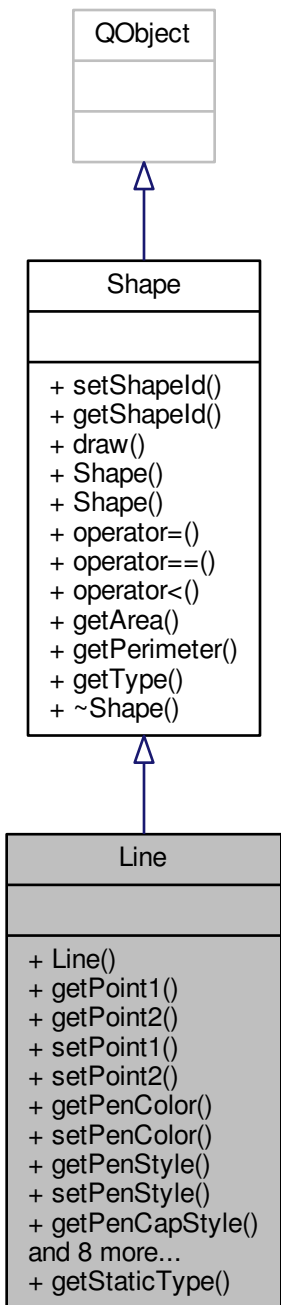 QObject
Shape
+ setShapeId()
+ getShapeId()
+ draw()
+ Shape()
+ Shape()
+ operator=()
+ operator==()
+ operator<()
+ getArea()
+ getPerimeter()
+ getType()
+ ~Shape()
Line
+ Line()
+ getPoint1()
+ getPoint2()
+ setPoint1()
+ setPoint2()
+ getPenColor()
+ setPenColor()
+ getPenStyle()
+ setPenStyle()
+ getPenCapStyle()
and 8 more...
+ getStaticType()